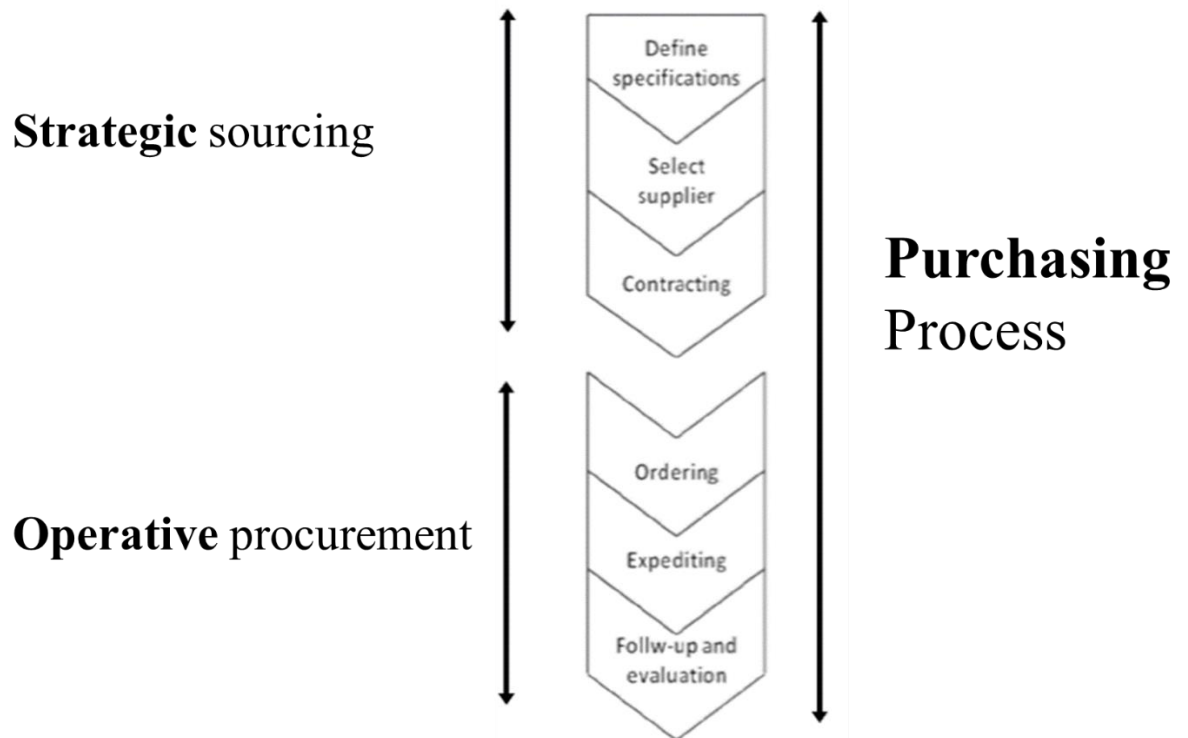 Define
specifications
Strategic sourcing
Select
supplier
Contracting
Purchasing
Process
Ordering
Operative procurement
Expediting
Follw-up and
evaluation